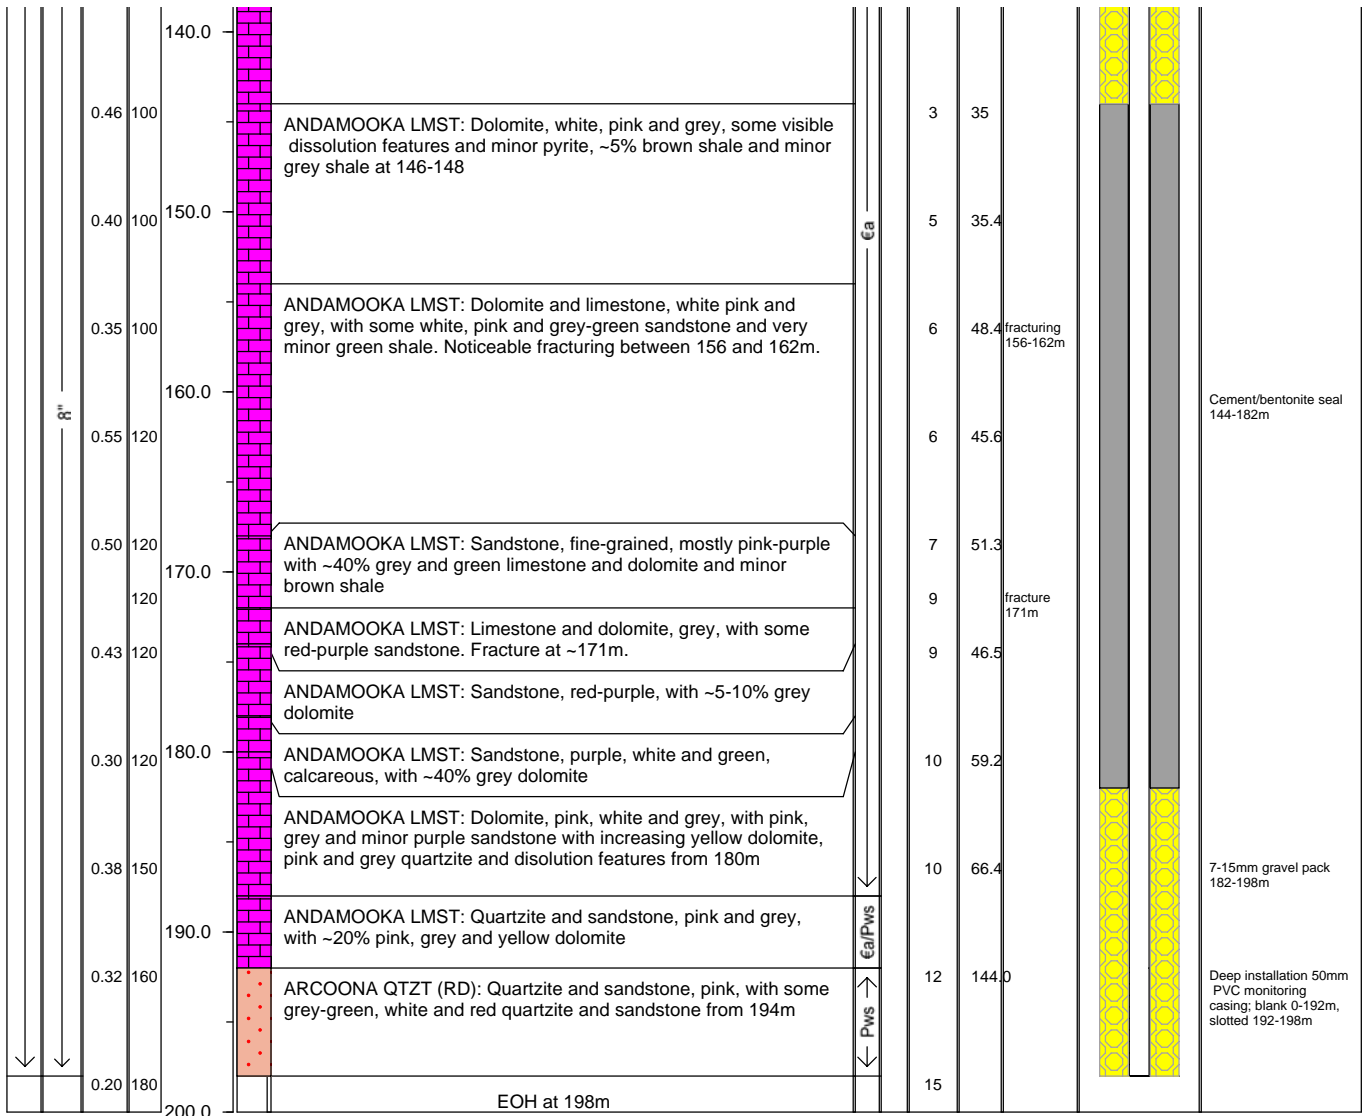 140.0
0.46 100
ANDAMOOKA LMST: Dolomite, white, pink and grey, some visible
dissolution features and minor pyrite, ~5% brown shale and minor
grey shale at 146-148
3 35
150.0
0.40 100
5 35.4
€a
ANDAMOOKA LMST: Dolomite and limestone, white pink and
grey, with some white, pink and grey-green sandstone and very
minor green shale. Noticeable fracturing between 156 and 162m.
0.35 100
6 48.4
fracturing
156-162m
160.0
8"
Cement/bentonite seal
144-182m
0.55 120
6 45.6
ANDAMOOKA LMST: Sandstone, fine-grained, mostly pink-purple
with ~40% grey and green limestone and dolomite and minor
brown shale
0.50 120
7 51.3
170.0
120
9
fracture
171m
ANDAMOOKA LMST: Limestone and dolomite, grey, with some
red-purple sandstone. Fracture at ~171m.
0.43 120
9 46.5
ANDAMOOKA LMST: Sandstone, red-purple, with ~5-10% grey
dolomite
180.0
0.30 120
ANDAMOOKA LMST: Sandstone, purple, white and green,
calcareous, with ~40% grey dolomite
10 59.2
ANDAMOOKA LMST: Dolomite, pink, white and grey, with pink,
grey and minor purple sandstone with increasing yellow dolomite,
pink and grey quartzite and disolution features from 180m
0.38 150
10 66.4
7-15mm gravel pack
182-198m
190.0
ANDAMOOKA LMST: Quartzite and sandstone, pink and grey,
with ~20% pink, grey and yellow dolomite
€a/Pws
0.32 160
ARCOONA QTZT (RD): Quartzite and sandstone, pink, with some
grey-green, white and red quartzite and sandstone from 194m
Pws
12 144.0
Deep installation 50mm
PVC monitoring
casing; blank 0-192m,
slotted 192-198m
0.20 180
15
EOH at 198m
200.0